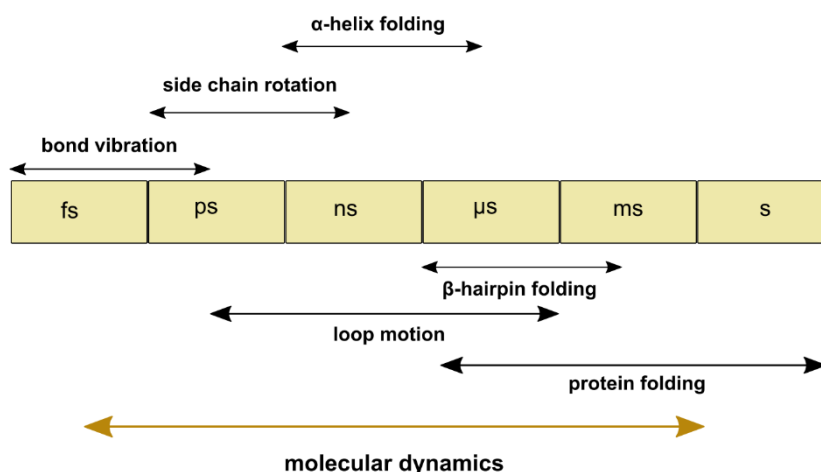 α-helix folding
side chain rotation
bond vibration
fs ps ns μs ms s
β-hairpin folding
loop motion
protein folding
molecular dynamics